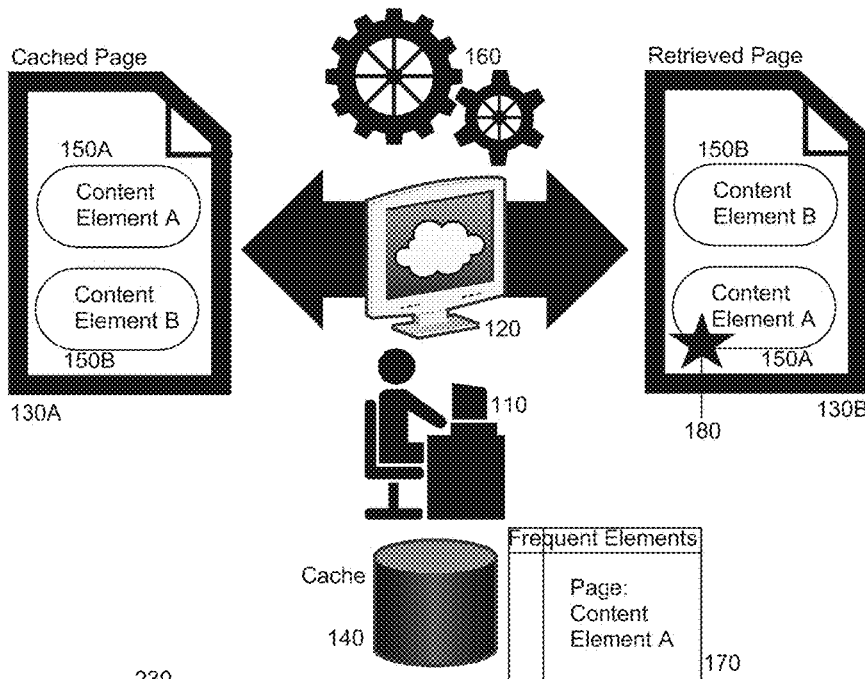 Cached Page
160
Retrieved Page
150A
Content
Element A
Content
Element B
150B
130A
120
150B
Content
Element B
Content
Element A
150A
130B
180
110
Cache
140
Frequent Elements
Page:
Content
Element A
170